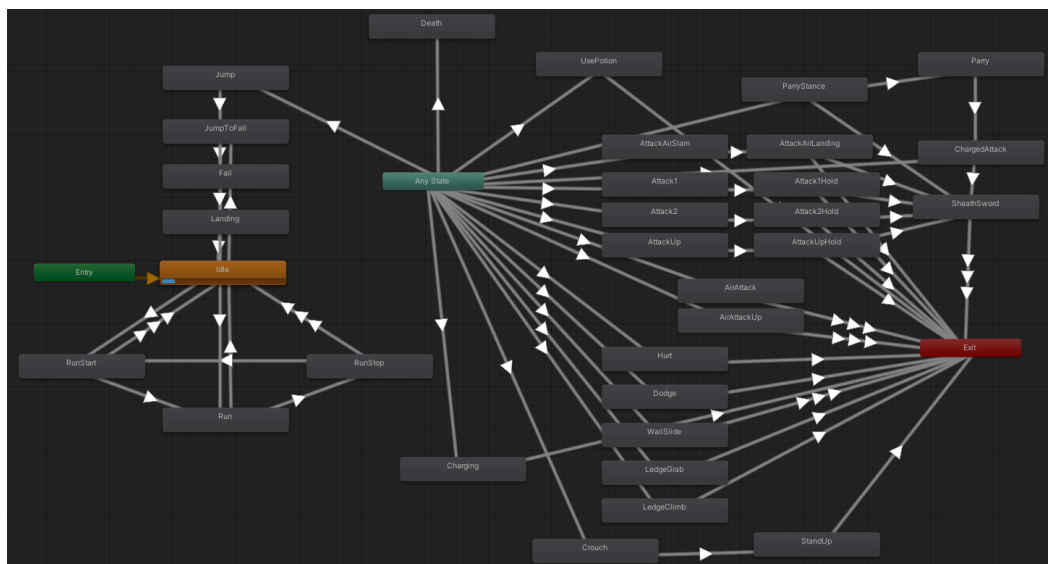 Death
UsePotion
Parry
Jump
ParryStance
JumpToFall
AttackAirSlam
AttackAirLanding
ChargedAttack
Fall
Any State
Attack1
Attack1Hold
SheathSword
Landing
Attack2
Attack2Hold
AttackUp
AttackUpHold
Entry
Idle
AirAttack
AirAttackUp
Exit
RunStart
RunStop
Hurt
Dodge
Run
WallSlide
Charging
LedgeGrab
LedgeClimb
Crouch
StandUp